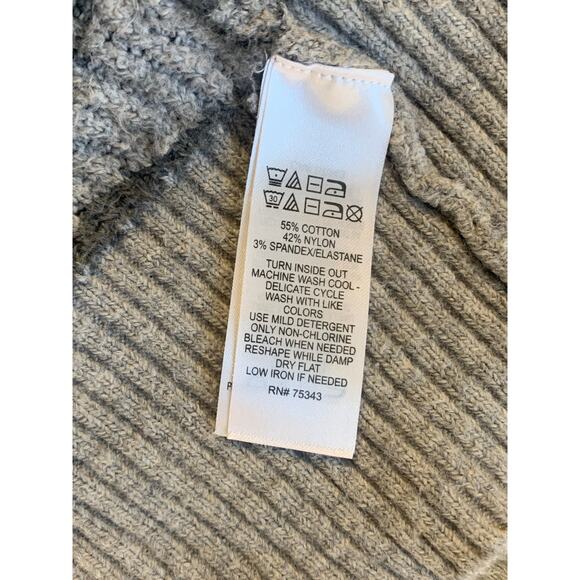 30
55% COTTON
42% NYLON
3% SPANDEX/ELASTANE
TURN INSIDE OUT
MACHINE WASH COOL -
DELICATE CYCLE
WASH WITH LIKE
COLORS
USE MILD DETERGENT
ONLY NON-CHLORINE
BLEACH WHEN NEEDED
RESHAPE WHILE DAMP
DRY FLAT
LOW IRON IF NEEDED
RN# 75343